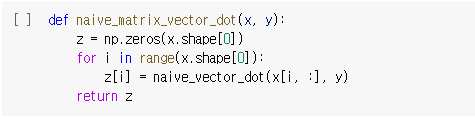 [ ] def naive_matrix_vector_dot(x, y):
        z = np.zeros(x.shape[0])
        for i in range(x.shape[0]):
            z[i] = naive_vector_dot(x[i, :], y)
        return z